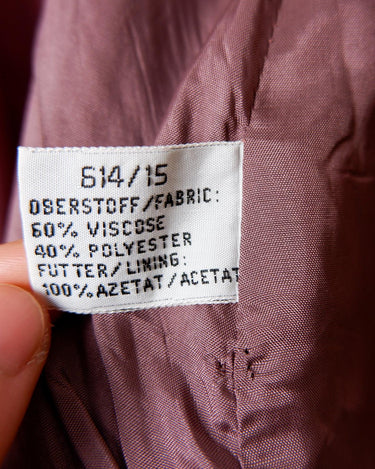 614/15
OBERSTOFF/FABRIC:
60% VISCOSE
40% POLYESTER
FUTTER/LINING:
100% AZETAT/ACETAT